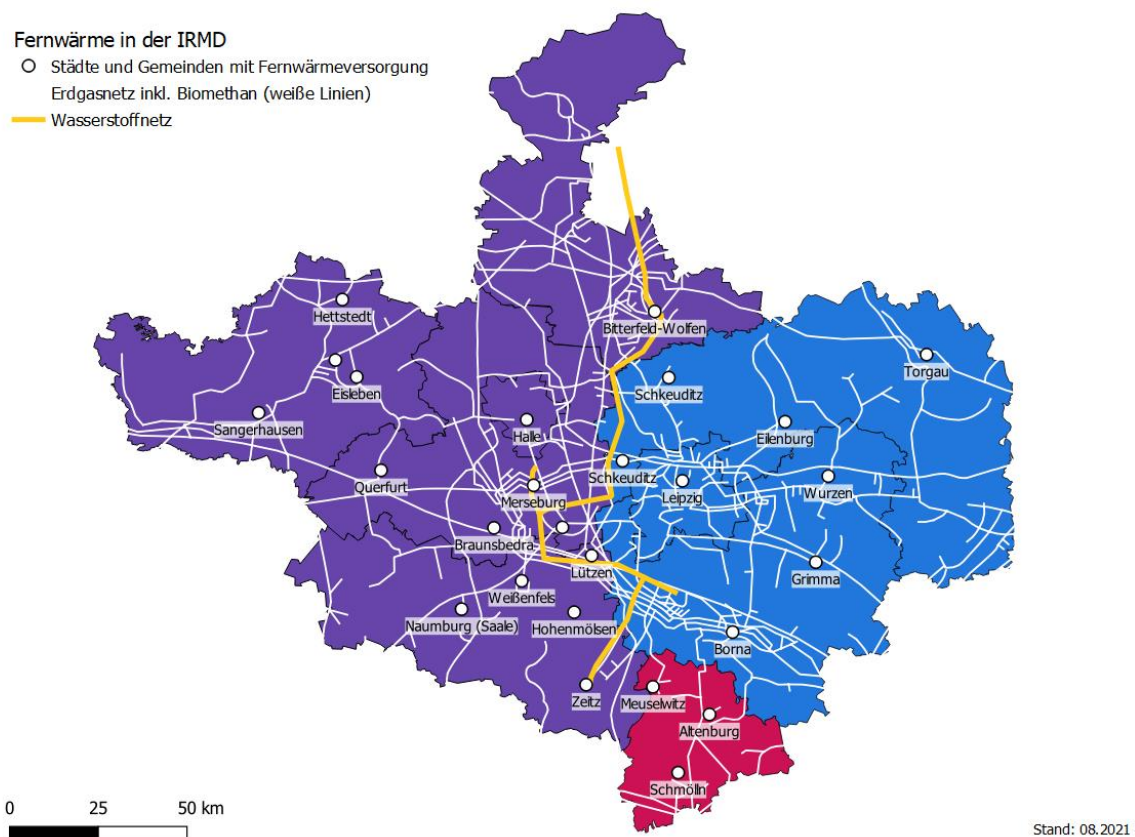 Fernwärme in der IRMD
Städte und Gemeinden mit Fernwärmeversorgung
Erdgasnetz inkl. Biomethan (weiße Linien)
Wasserstoffnetz
Hettstedt
Bitterfeld-Wolfen
Torgau
Eisleben
Schkeuditz
Sangerhausen
Halle
Eilenburg
Querfurt
Schkeuditz
Leipzig
Wurzen
Merseburg
Braunsbedra
Lützen
Grimma
Weißenfels
Naumburg (Saale)
Hohenmölsen
Borna
Zeitz
Meuselwitz
Altenburg
Schmölln
0 25 50 km
Stand: 08.2021